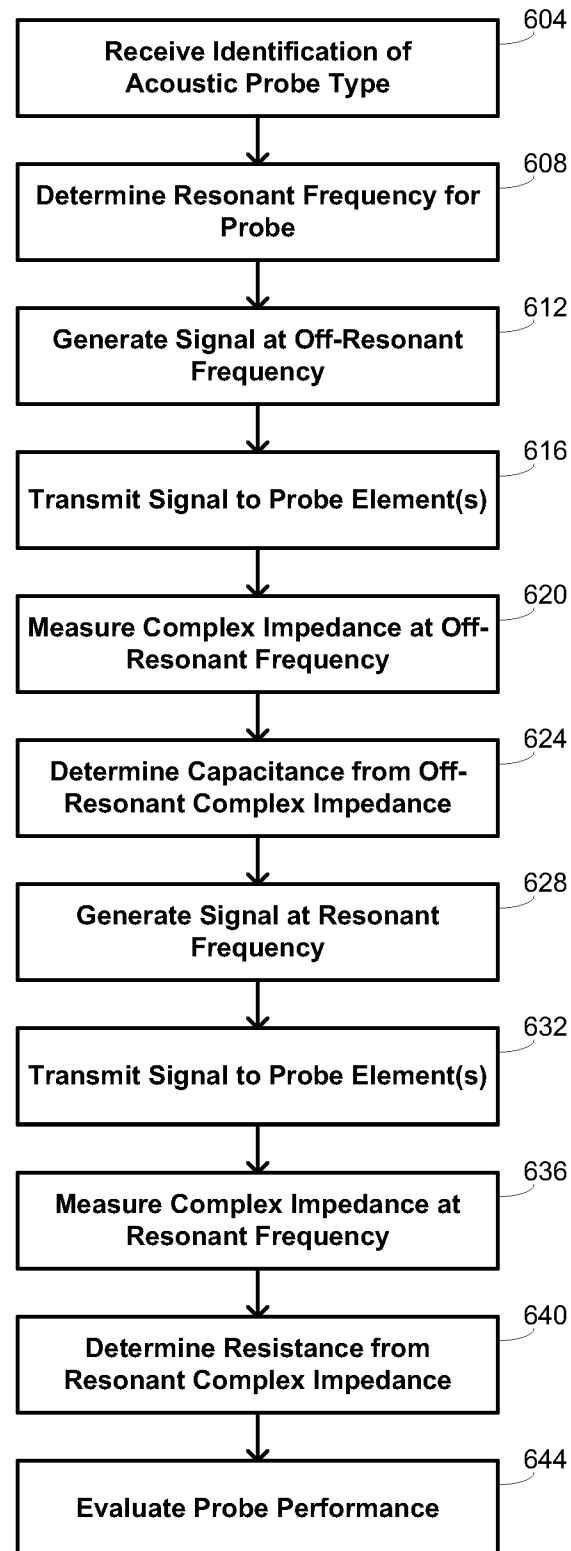 604
Receive Identification of
Acoustic Probe Type
608
Determine Resonant Frequency for
Probe
612
Generate Signal at Off-Resonant
Frequency
616
Transmit Signal to Probe Element(s)
620
Measure Complex Impedance at Off-
Resonant Frequency
624
Determine Capacitance from Off-
Resonant Complex Impedance
628
Generate Signal at Resonant
Frequency
632
Transmit Signal to Probe Element(s)
636
Measure Complex Impedance at
Resonant Frequency
640
Determine Resistance from
Resonant Complex Impedance
644
Evaluate Probe Performance